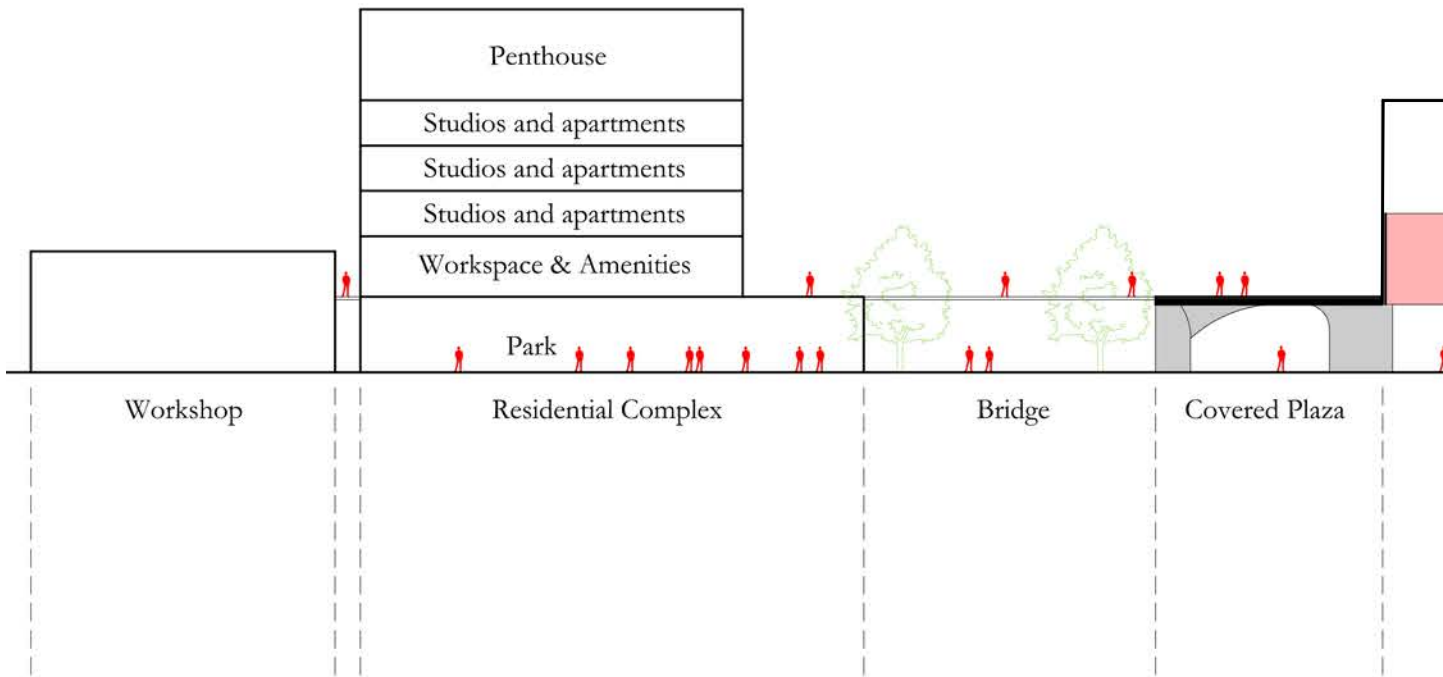 Penthouse
Studios and apartments
Studios and apartments
Studios and apartments
Workspace & Amenities
Park
Workshop
Residential Complex
Bridge
Covered Plaza